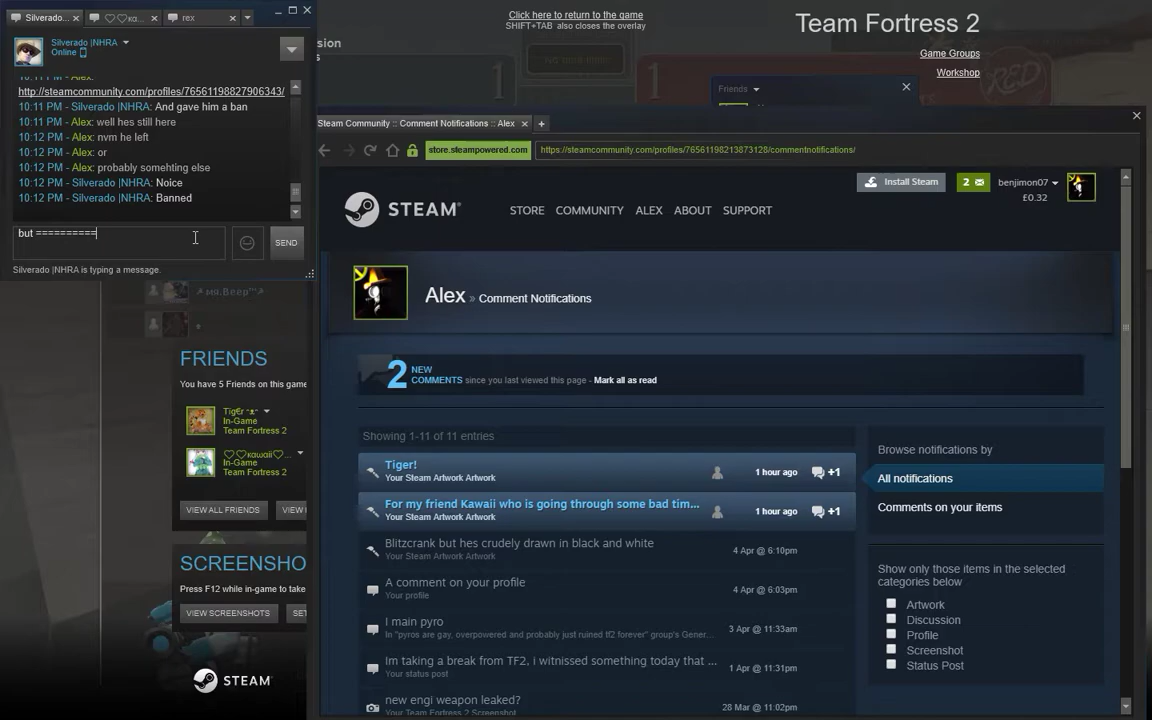 Silverado...
♡♡κα...
rex
Silverado |NHRA
Online
Alex:
http://steamcommunity.com/profiles/76561198827906343/
10:11 PM - Silverado |NHRA: And gave him a ban
10:11 PM - Alex: well hes still here
10:12 PM - Alex: nvm he left
10:12 PM - Alex: or
10:12 PM - Alex: probably somehting else
10:12 PM - Silverado |NHRA: Noice
10:12 PM - Silverado |NHRA: Banned
but ==========
SEND
Silverado |NHRA is typing a message.
FRIENDS
You have 5 Friends on this game
In-Game
Team Fortress 2
♡♡καωαίί♡...
In-Game
Team Fortress 2
VIEW ALL FRIENDS
SCREENSHO
Press F12 while in-game to take
VIEW SCREENSHOTS
STEAM
Click here to return to the game
SHIFT+TAB also closes the overlay
Team Fortress 2
Game Groups
Workshop
1
1
RED
Friends
Steam Community :: Comment Notifications :: Alex
store.steampowered.com
https://steamcommunity.com/profiles/76561198213873128/commentnotifications/
Install Steam
2
benjimon07
£0.32
STEAM
STORE
COMMUNITY
ALEX
ABOUT
SUPPORT
Alex » Comment Notifications
2 NEW
COMMENTS since you last viewed this page - Mark all as read
Showing 1-11 of 11 entries
Tiger!
Your Steam Artwork Artwork
1 hour ago
+1
For my friend Kawaii who is going through some bad tim...
Your Steam Artwork Artwork
1 hour ago
+1
Blitzcrank but hes crudely drawn in black and white
Your Steam Artwork Artwork
4 Apr @ 6:10pm
A comment on your profile
Your profile
4 Apr @ 6:03pm
I main pyro
In "pyros are gay, overpowered and probably just ruined tf2 forever" group's Gener...
3 Apr @ 11:33am
Im taking a break from TF2, i witnissed something today that ...
Your status post
1 Apr @ 11:31pm
new engi weapon leaked?
Your Team Fortress 2 Screenshot
28 Mar @ 11:02pm
Browse notifications by
All notifications
Comments on your items
Show only those items in the selected
categories below
Artwork
Discussion
Profile
Screenshot
Status Post